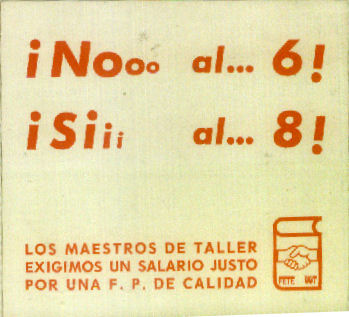 ¡Nooo al... 6!
¡Siiii al... 8!
LOS MAESTROS DE TALLER
EXIGIMOS UN SALARIO JUSTO
POR UNA F. P. DE CALIDAD
FETE UGT